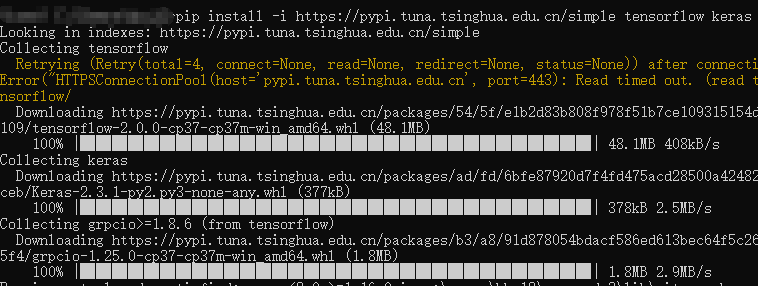 pip install -i https://pypi.tuna.tsinghua.edu.cn/simple tensorflow keras
Looking in indexes: https://pypi.tuna.tsinghua.edu.cn/simple
Collecting tensorflow
Retrying (Retry(total=4, connect=None, read=None, redirect=None, status=None)) after connecti
Error("HTTPSConnectionPool(host='pypi.tuna.tsinghua.edu.cn', port=443): Read timed out. (read t
nsorflow/
Downloading https://pypi.tuna.tsinghua.edu.cn/packages/54/5f/e1b2d83b808f978f51b7ce109315154d
109/tensorflow-2.0.0-cp37-cp37m-win_amd64.whl (48.1MB)
100% |████████████████████████████████| 48.1MB 408kB/s
Collecting keras
Downloading https://pypi.tuna.tsinghua.edu.cn/packages/ad/fd/6bfe87920d7f4fd475acd28500a42482
ceb/Keras-2.3.1-py2.py3-none-any.whl (377kB)
100% |████████████████████████████████| 378kB 2.5MB/s
Collecting grpcio>=1.8.6 (from tensorflow)
Downloading https://pypi.tuna.tsinghua.edu.cn/packages/b3/a8/91d878054bdacf586ed613bec64f5c26
5f4/grpcio-1.25.0-cp37-cp37m-win_amd64.whl (1.8MB)
100% |████████████████████████████████| 1.8MB 2.9MB/s